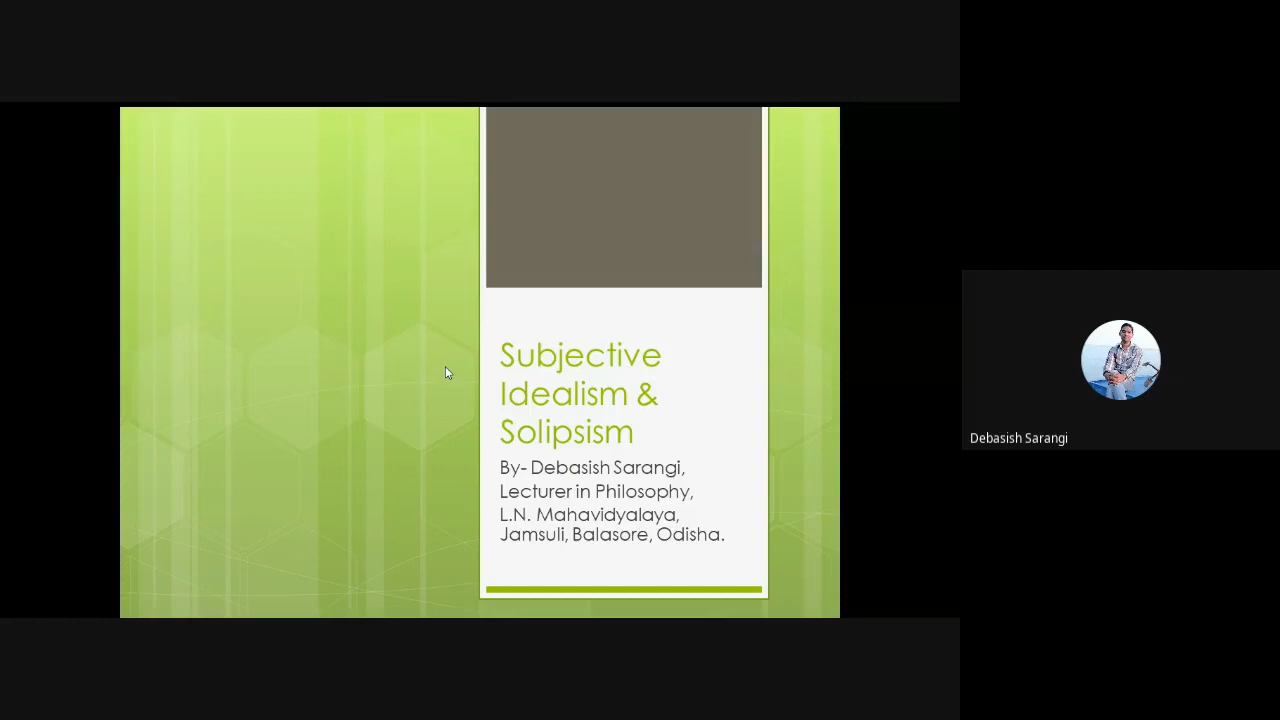 Subjective
Idealism &
Solipsism
By- Debasish Sarangi,
Lecturer in Philosophy,
L.N. Mahavidyalaya,
Jamsuli, Balasore, Odisha.
Debasish Sarangi